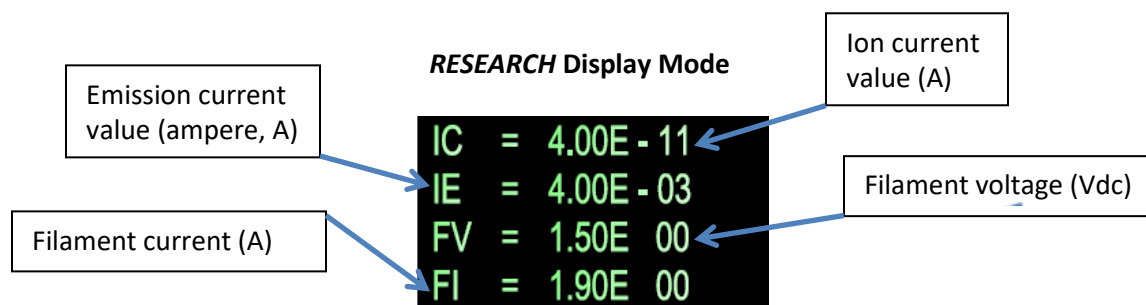 RESEARCH Display Mode
Ion current
value (A)
Emission current
value (ampere, A)
IC = 4.00E - 11
IE = 4.00E - 03
FV = 1.50E 00
FI = 1.90E 00
Filament voltage (Vdc)
Filament current (A)